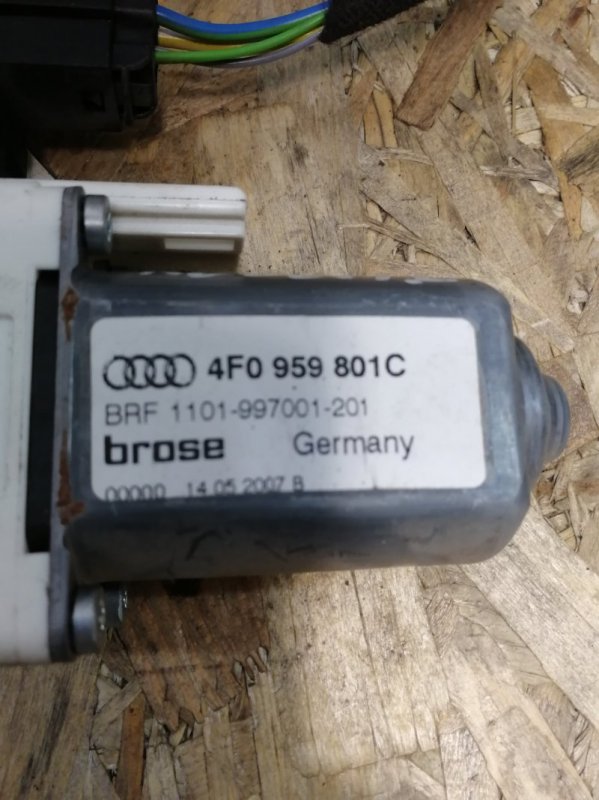 4F0 959 801C
BRF 1101-997001-201
brose Germany
00000 14.05.2007 B